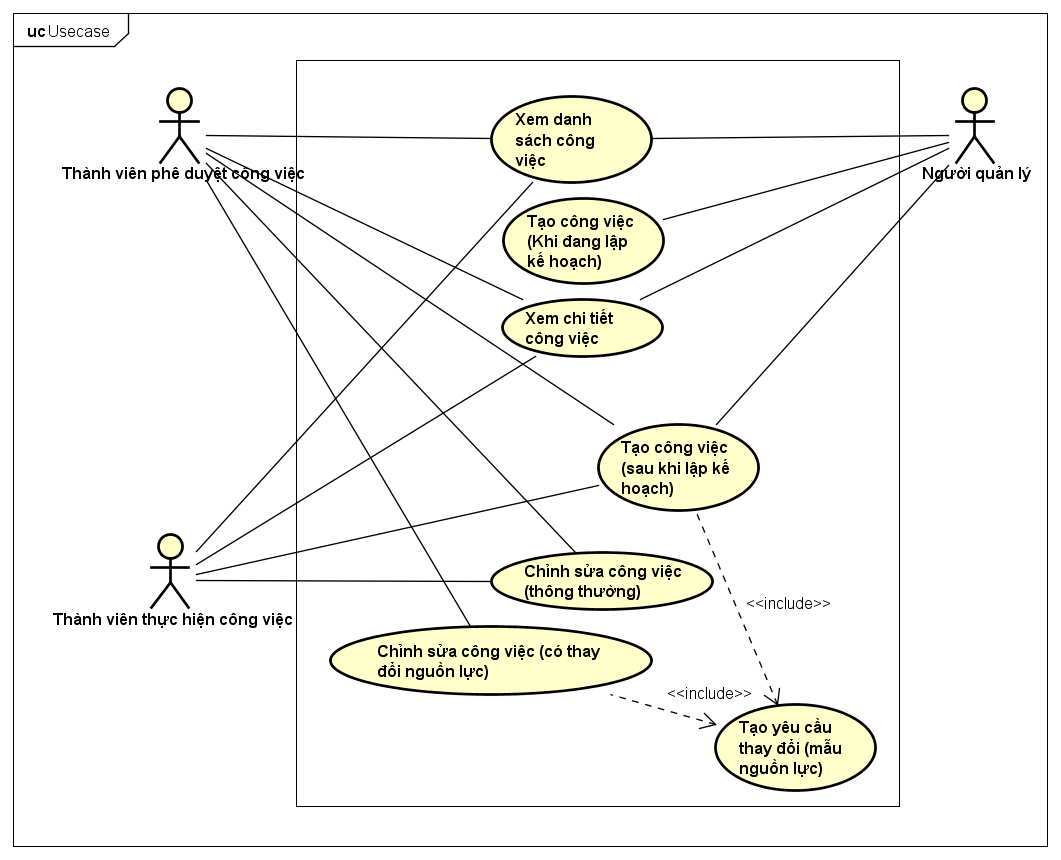 uc Usecase
Thành viên phê duyệt công việc
Người quản lý
Xem danh
sách công
việc
Tạo công việc
(Khi đang lập
kế hoạch)
Xem chi tiết
công việc
Tạo công việc
(sau khi lập kế
hoạch)
Thành viên thực hiện công việc
Chỉnh sửa công việc
(thông thường)
<<include>>
Chỉnh sửa công việc (có thay
đổi nguồn lực)
<<include>>
Tạo yêu cầu
thay đổi (mẫu
nguồn lực)